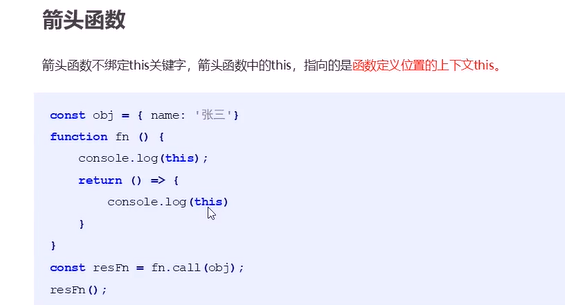 箭头函数
箭头函数不绑定this关键字，箭头函数中的this，指向的是函数定义位置的上下文this。
const obj = { name: '张三'}
function fn () {
console.log(this);
return () => {
console.log(this)
}
}
const resFn = fn.call(obj);
resFn();